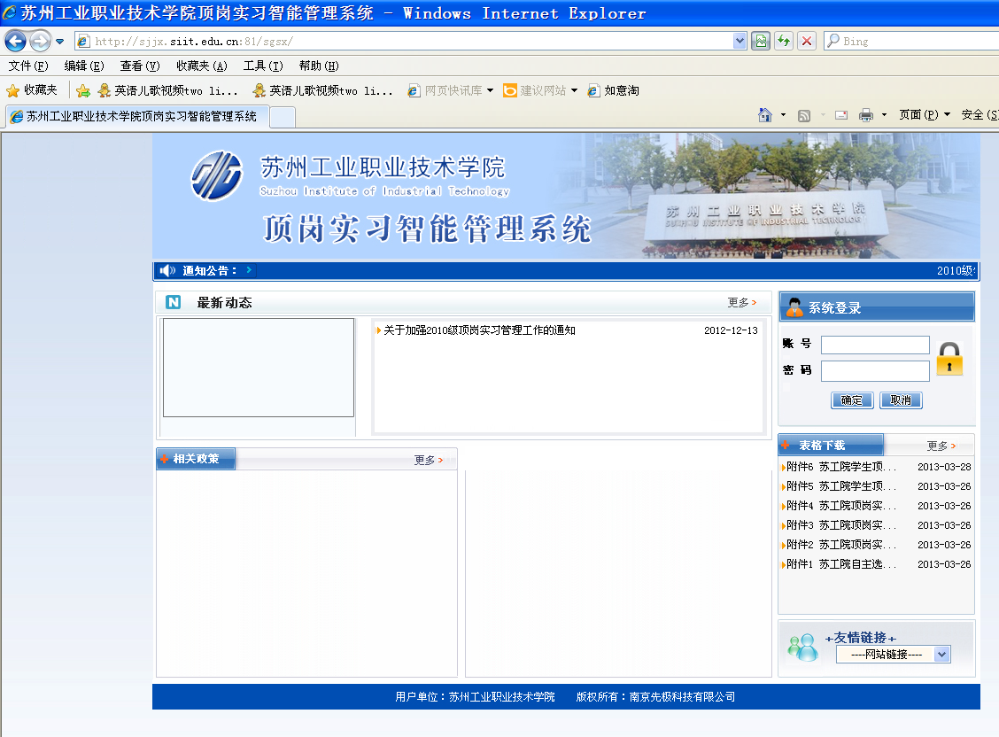 苏州工业职业技术学院顶岗实习智能管理系统 - Windows Internet Explorer
http://sjjx.siit.edu.cn:81/sgsx/
Bing
文件(F) 编辑(E) 查看(V) 收藏夹(A) 工具(T) 帮助(H)
收藏夹 英语儿歌视频two li... 英语儿歌视频two li... 网页快讯库 建议网站 如意淘
苏州工业职业技术学院顶岗实习智能管理系统 页面(P) 安全(S
苏州工业职业技术学院
Suzhou Institute of Industrial Technology
苏州工业职业技术学院
SUZHOU INSTITUTE OF INDUSTRIAL TECHNOLOGY
顶岗实习智能管理系统
通知公告： > 2010级
N 最新动态 更多 >
系统登录
关于加强2010级顶岗实习管理工作的通知 2012-12-13
账 号
密 码
确定 取消
相关政策 更多 >
表格下载 更多 >
附件6 苏工院学生顶... 2013-03-28
附件5 苏工院学生顶... 2013-03-26
附件4 苏工院顶岗实... 2013-03-26
附件3 苏工院顶岗实... 2013-03-26
附件2 苏工院顶岗实... 2013-03-26
附件1 苏工院自主选... 2013-03-26
+友情链接+
----网站链接----
用户单位：苏州工业职业技术学院 版权所有：南京先极科技有限公司